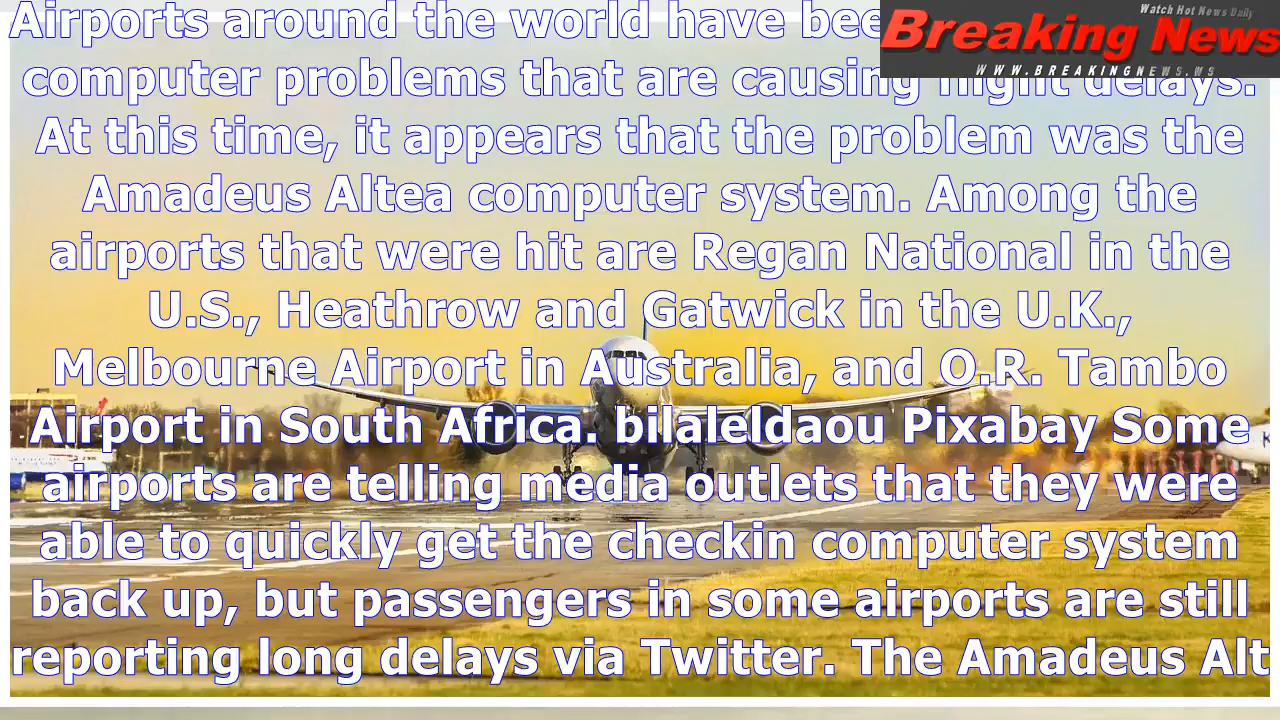 Airports around the world have
computer problems that are causing delays.
At this time, it appears that the problem was the
Amadeus Altea computer system. Among the
airports that were hit are Regan National in the
U.S., Heathrow and Gatwick in the U.K.,
Melbourne Airport in Australia, and O.R. Tambo
Airport in South Africa. bilaleldaou Pixabay Some
airports are telling media outlets that they were
able to quickly get the checkin computer system
back up, but passengers in some airports are still
reporting long delays via Twitter. The Amadeus Alt
Watch Hot News Daily
Breaking News
WWW.BREAKINGNEWS.WS